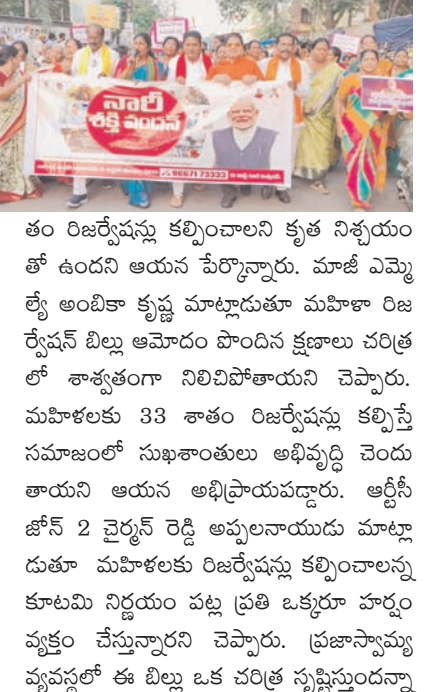 నారీ
శక్తి వందన్
96671 73333
తం రిజర్వేషన్లు కల్పించాలని కృత నిశ్చయం
తో ఉందని ఆయన పేర్కొన్నారు. మాజీ ఎమ్మె
ల్యే అంబికా కృష్ణ మాట్లాడుతూ మహిళా రిజ
ర్వేషన్ బిల్లు ఆమోదం పొందిన క్షణాలు చరిత్ర
లో శాశ్వతంగా నిలిచిపోతాయని చెప్పారు.
మహిళలకు 33 శాతం రిజర్వేషన్లు కల్పిస్తే
సమాజంలో సుఖశాంతులు అభివృద్ధి చెందు
తాయని ఆయన అభిప్రాయపడ్డారు. ఆర్టీసీ
జోన్ 2 చైర్మన్ రెడ్డి అప్పలనాయుడు మాట్లా
డుతూ మహిళలకు రిజర్వేషన్లు కల్పించాలన్న
కూటమి నిర్ణయం పట్ల ప్రతి ఒక్కరూ హర్షం
వ్యక్తం చేస్తున్నారని చెప్పారు. ప్రజాస్వామ్య
వ్యవస్థలో ఈ బిల్లు ఒక చరిత్ర సృష్టిస్తుందన్నా